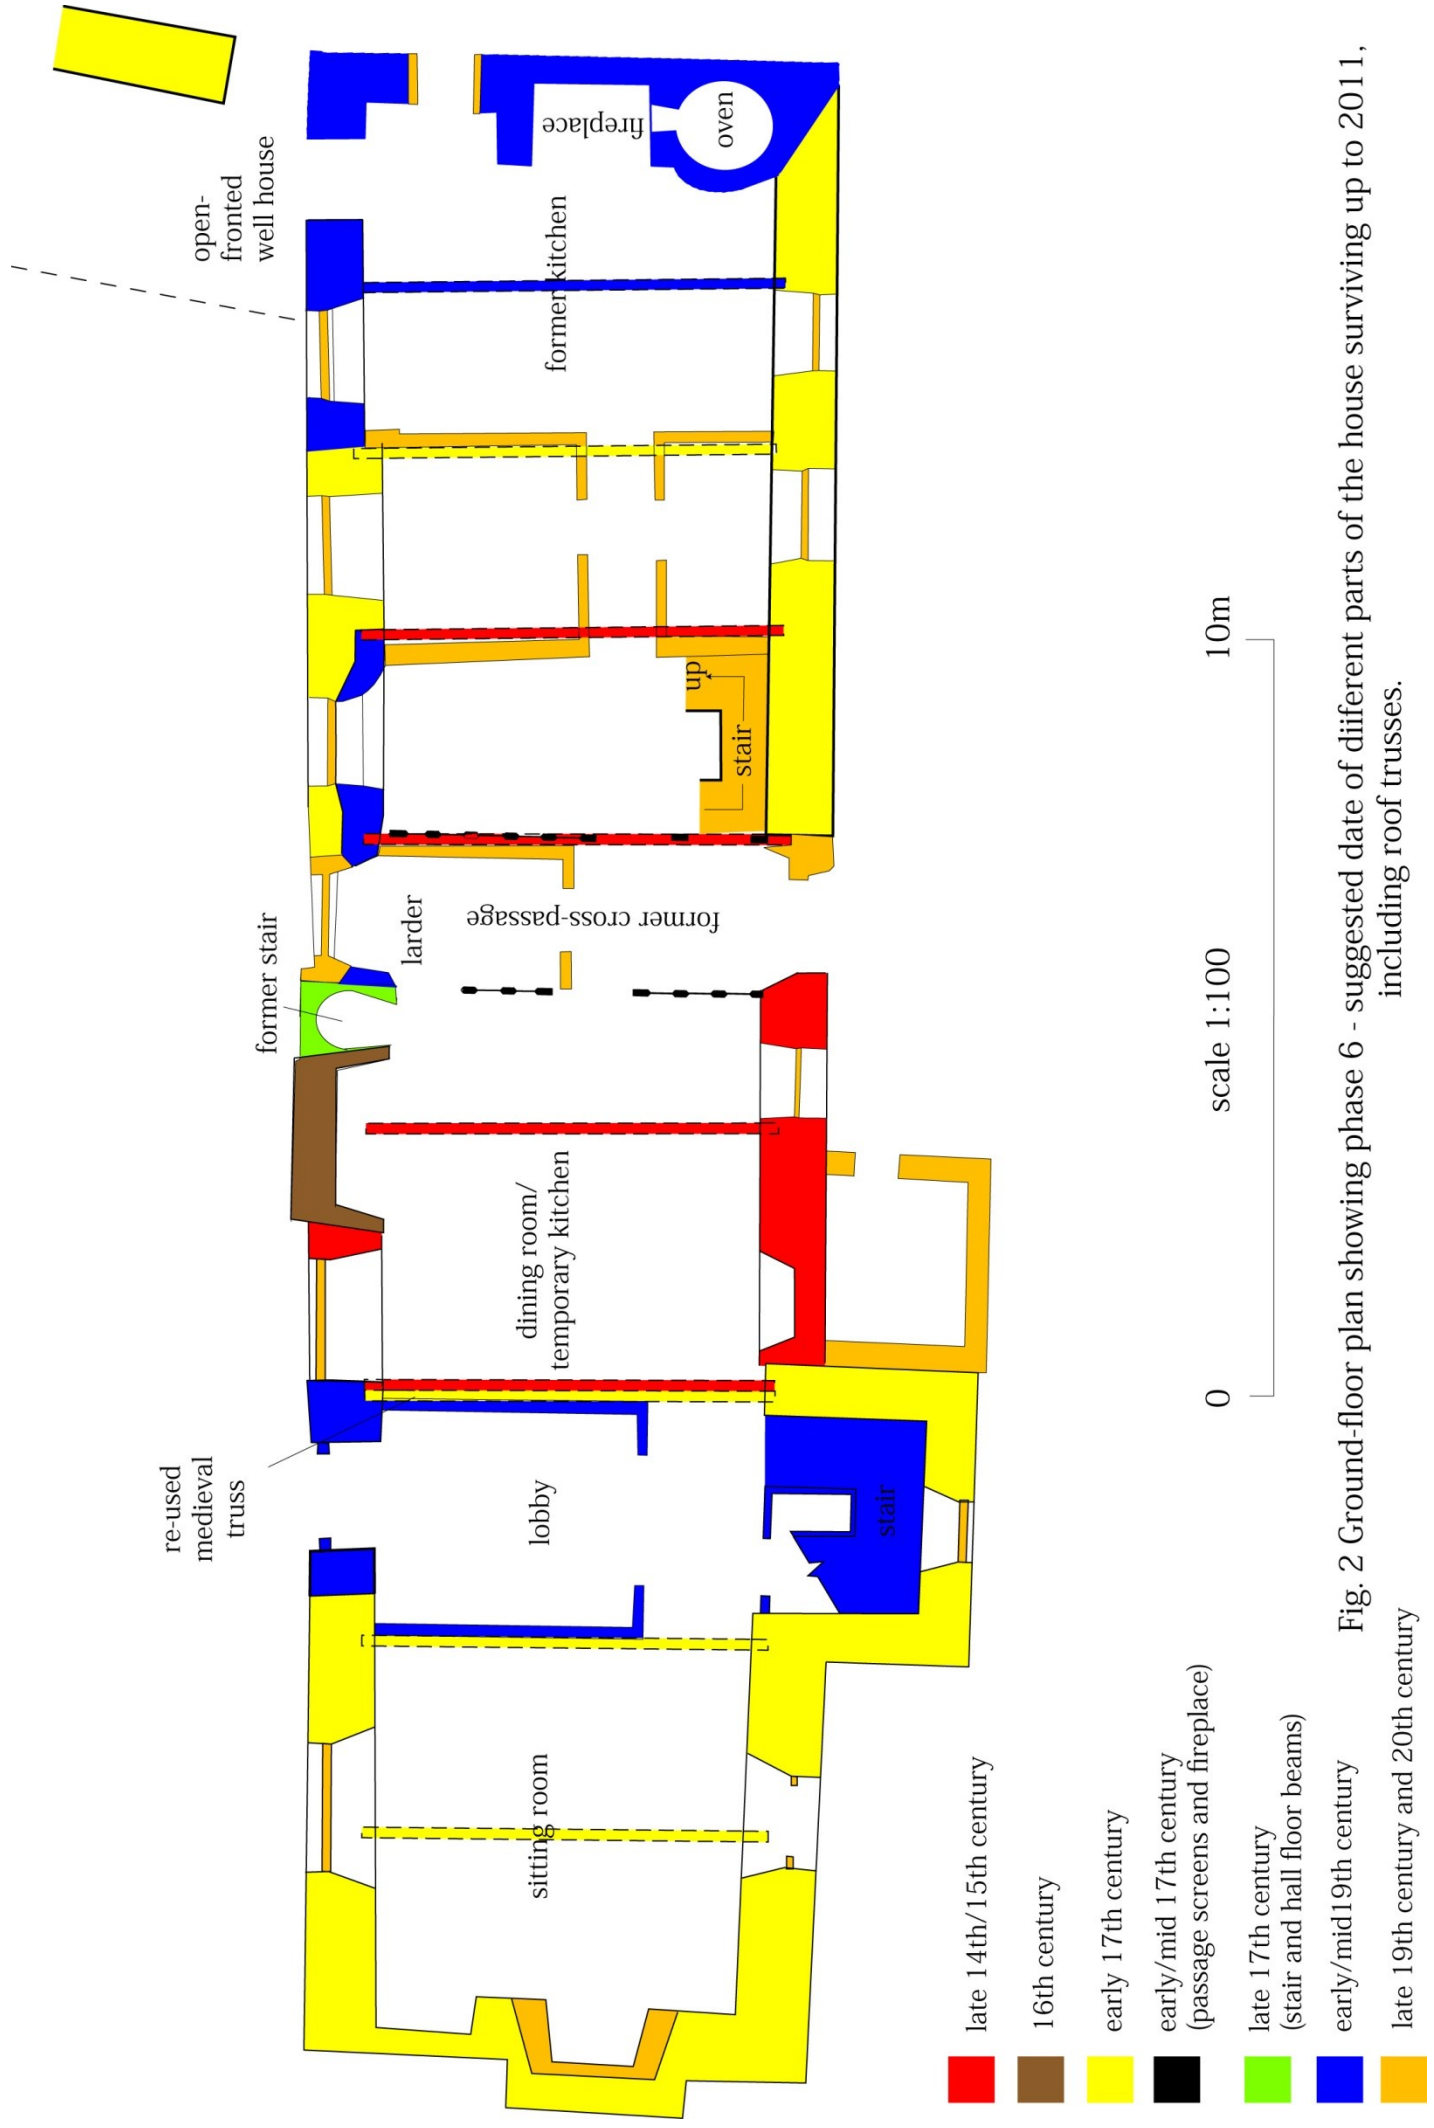 open-
fronted
well house
fireplace
oven
former kitchen
up
stair
former stair
larder
former cross-passage
dining room/
temporary kitchen
re-used
medieval
truss
lobby
stair
sitting room
0
scale 1:100
10m
late 14th/15th century
16th century
early 17th century
early/mid 17th century
(passage screens and fireplace)
late 17th century
(stair and hall floor beams)
early/mid19th century
late 19th century and 20th century
Fig. 2 Ground-floor plan showing phase 6 - suggested date of diiferent parts of the house surviving up to 2011,
including roof trusses.